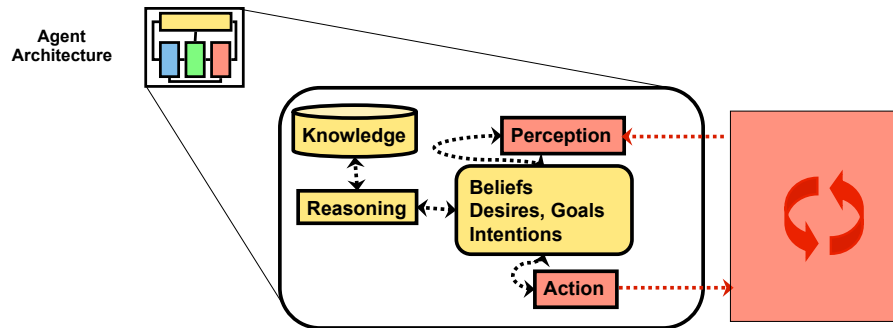 Agent
Architecture
Knowledge
Perception
Reasoning
Beliefs
Desires, Goals
Intentions
Action